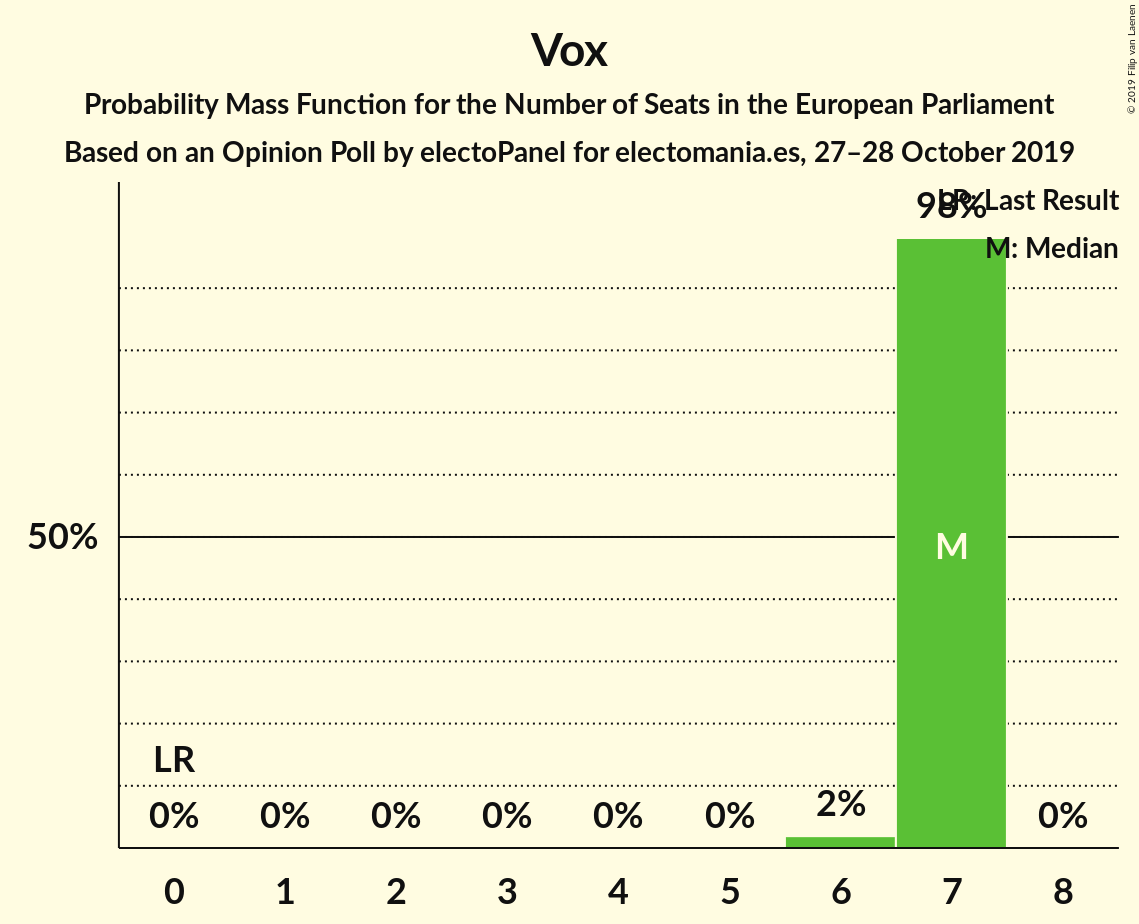 Vox
Probability Mass Function for the Number of Seats in the European Parliament
Based on an Opinion Poll by electoPanel for electomania.es, 27–28 October 2019
© 2019 Filip van Laenen
LR: Last Result
M: Median
98%
50%
M
LR
0% 0% 0% 0% 0% 0% 2% 0%
0 1 2 3 4 5 6 7 8